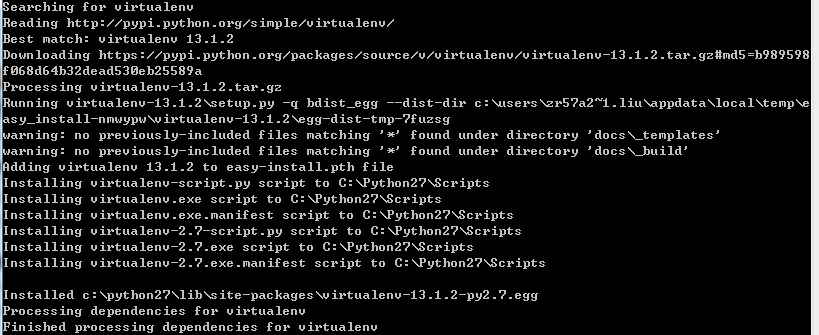 Searching for virtualenv
Reading http://pypi.python.org/simple/virtualenv/
Best match: virtualenv 13.1.2
Downloading https://pypi.python.org/packages/source/v/virtualenv/virtualenv-13.1.2.tar.gz#md5=b989598
f068d64b32dead530eb25589a
Processing virtualenv-13.1.2.tar.gz
Running virtualenv-13.1.2\setup.py -q bdist_egg --dist-dir c:\users\zr57a2~1.liu\appdata\local\temp\e
asy_install-nmwypw\virtualenv-13.1.2\egg-dist-tmp-7fuzsg
warning: no previously-included files matching '*' found under directory 'docs\_templates'
warning: no previously-included files matching '*' found under directory 'docs\_build'
Adding virtualenv 13.1.2 to easy-install.pth file
Installing virtualenv-script.py script to C:\Python27\Scripts
Installing virtualenv.exe script to C:\Python27\Scripts
Installing virtualenv.exe.manifest script to C:\Python27\Scripts
Installing virtualenv-2.7-script.py script to C:\Python27\Scripts
Installing virtualenv-2.7.exe script to C:\Python27\Scripts
Installing virtualenv-2.7.exe.manifest script to C:\Python27\Scripts

Installed c:\python27\lib\site-packages\virtualenv-13.1.2-py2.7.egg
Processing dependencies for virtualenv
Finished processing dependencies for virtualenv